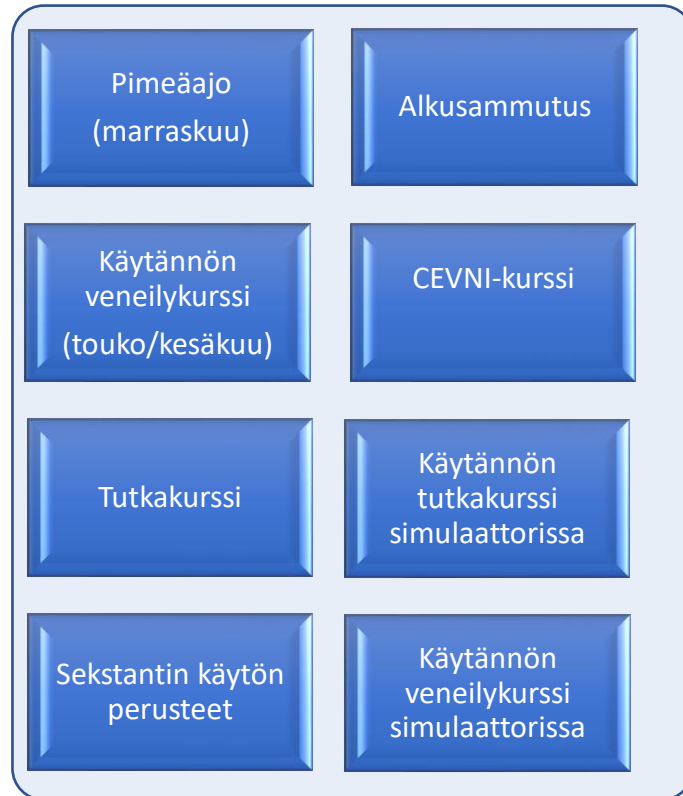 Pimeäajo
(marraskuu)
Alkusammutus
Käytännön
veneilykurssi
(touko/kesäkuu)
CEVNI-kurssi
Tutkakurssi
Käytännön
tutkakurssi
simulaattorissa
Sekstantin käytön
perusteet
Käytännön
veneilykurssi
simulaattorissa